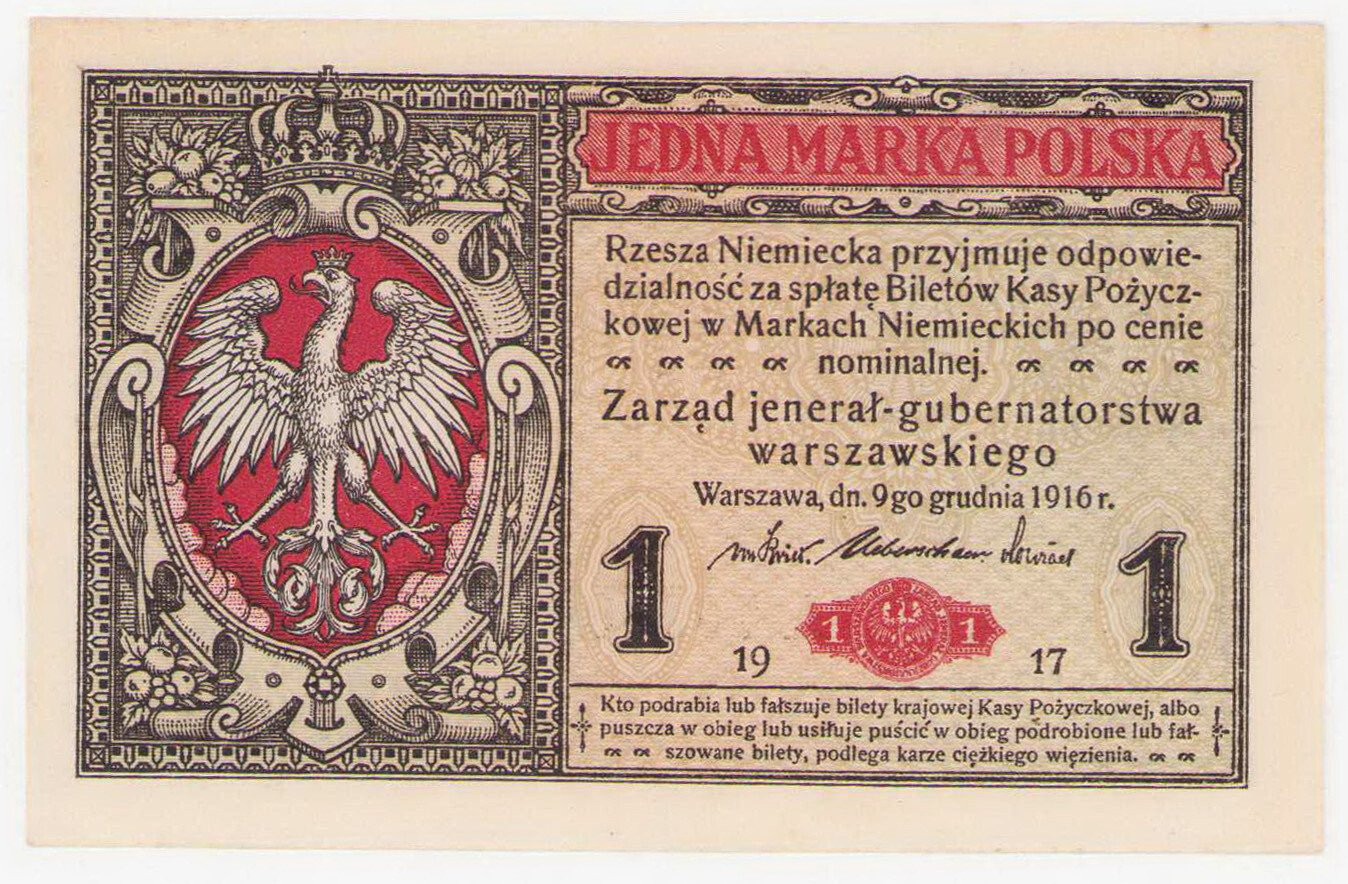 JEDNA MARKA POLSKA
Rzesza Niemiecka przyjmuje odpowie-
dzialność za spłatę Biletów Kasy Pożycz-
kowej w Markach Niemieckich po cenie
nominalnej.
Zarząd jenerał-gubernatorstwa
warszawskiego
Warszawa, dn. 9go grudnia 1916 r.
1 1
1 1
19 17
Kto podrabia lub fałszuje bilety krajowej Kasy Pożyczkowej, albo
puszcza w obieg lub usiłuje puścić w obieg podrobione lub fał-
szowane bilety, podlega karze ciężkiego więzienia.